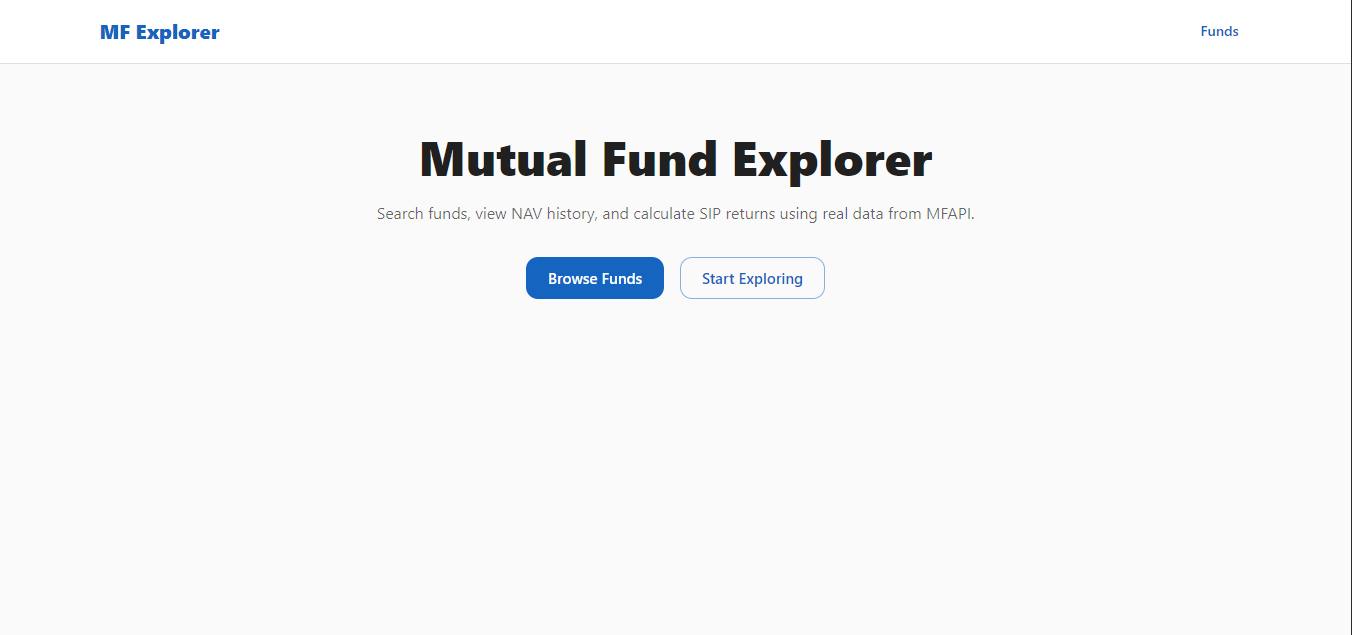 MF Explorer
Funds
Mutual Fund Explorer
Search funds, view NAV history, and calculate SIP returns using real data from MFAPI.
Browse Funds
Start Exploring